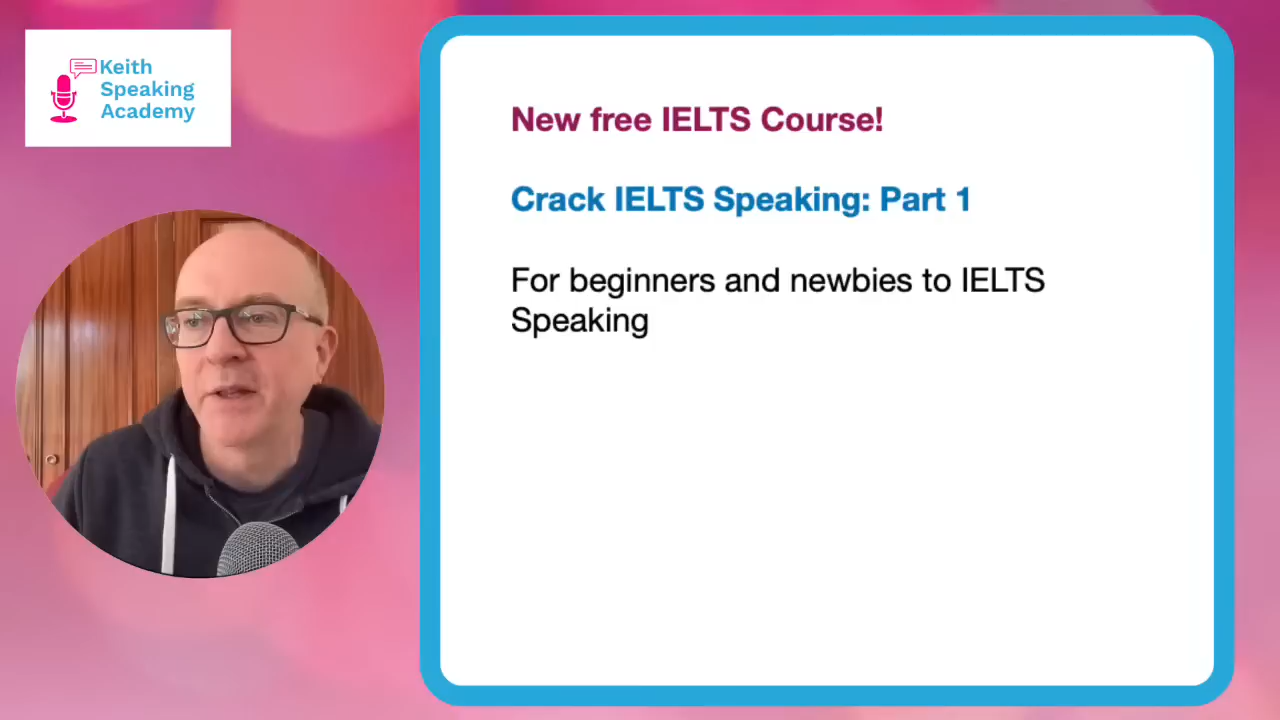 Keith
Speaking
Academy
New free IELTS Course!
Crack IELTS Speaking: Part 1
For beginners and newbies to IELTS
Speaking